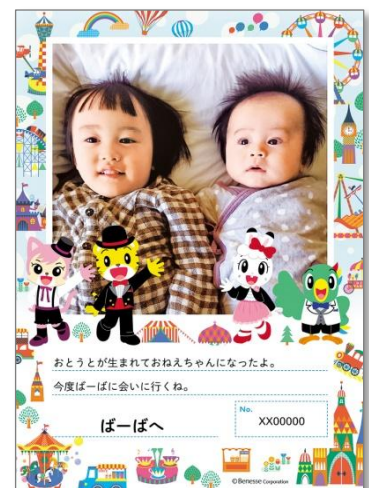 おとうとが生まれておねえちゃんになったよ。
今度ばーばに会いに行くね。
ばーばへ
No.
XX00000
©Benesse Corporation